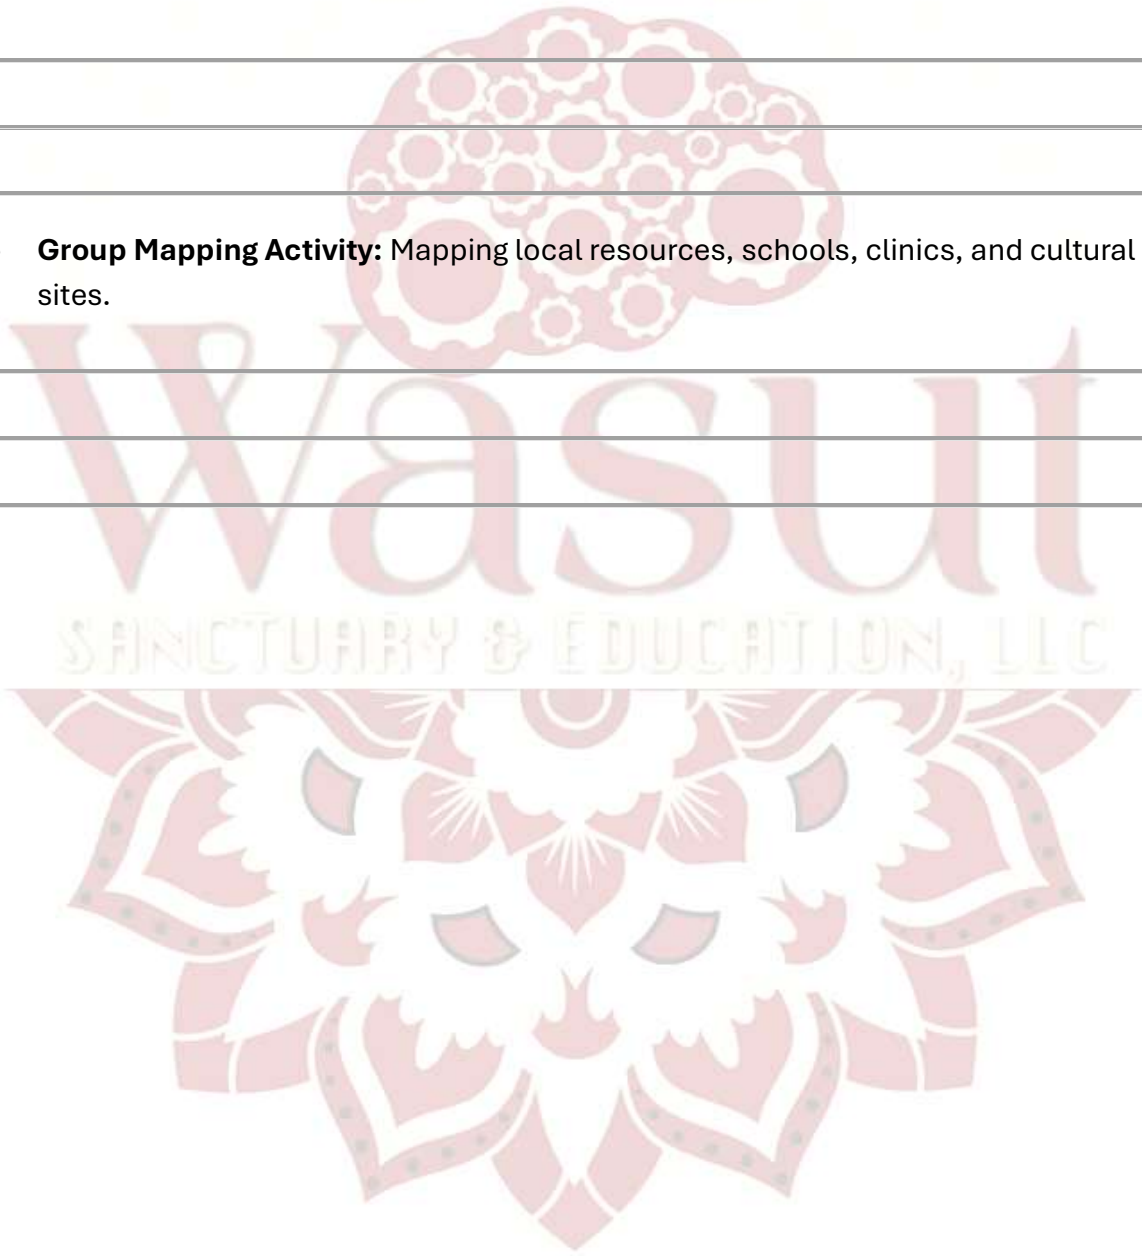 Group Mapping Activity: Mapping local resources, schools, clinics, and cultural
sites.
Wasut
SANCTUARY & EDUCATION, LLC